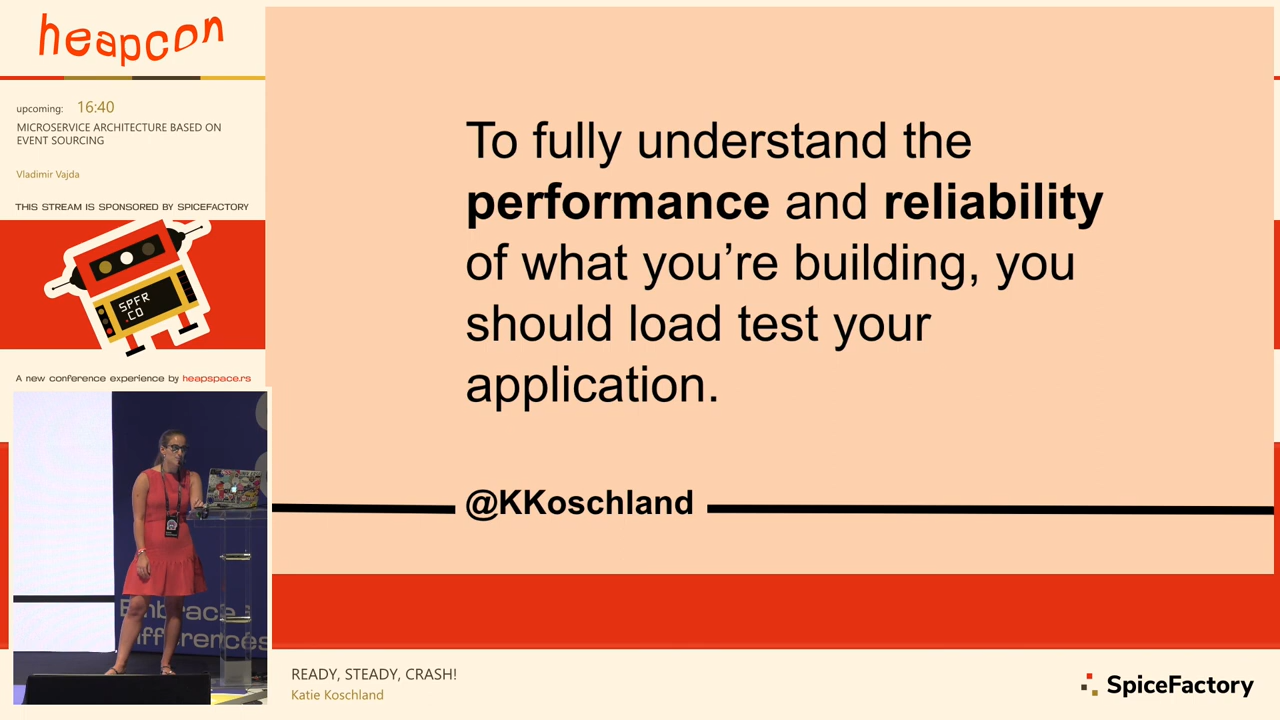 heapcon
upcoming: 16:40
MICROSERVICE ARCHITECTURE BASED ON
EVENT SOURCING
Vladimir Vajda
THIS STREAM IS SPONSORED BY SPICEFACTORY
SPFR
.CO
A new conference experience by heapspace.rs
To fully understand the
performance and reliability
of what you’re building, you
should load test your
application.
@KKoschland
Embrace
differences
READY, STEADY, CRASH!
Katie Koschland
SpiceFactory